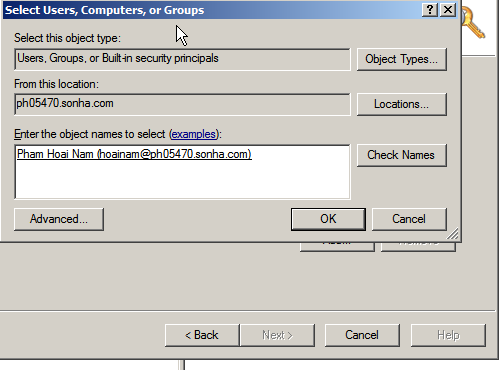 Select Users, Computers, or Groups
Select this object type:
Users, Groups, or Built-in security principals
Object Types...
From this location:
ph05470.sonha.com
Locations...
Enter the object names to select (examples):
Pham Hoai Nam (hoainam@ph05470.sonha.com)
Check Names
Advanced...
OK
Cancel
< Back
Next >
Cancel
Help